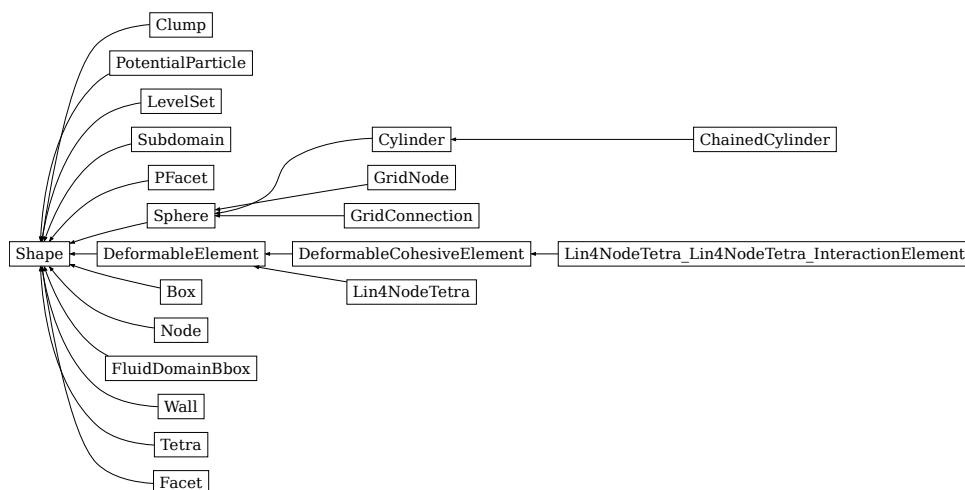 Clump
PotentialParticle
LevelSet
Subdomain
Cylinder
ChainedCylinder
PFacet
GridNode
Sphere
GridConnection
Shape
DeformableElement
DeformableCohesiveElement
Lin4NodeTetra_Lin4NodeTetra_InteractionElement
Box
Lin4NodeTetra
Node
FluidDomainBbox
Wall
Tetra
Facet